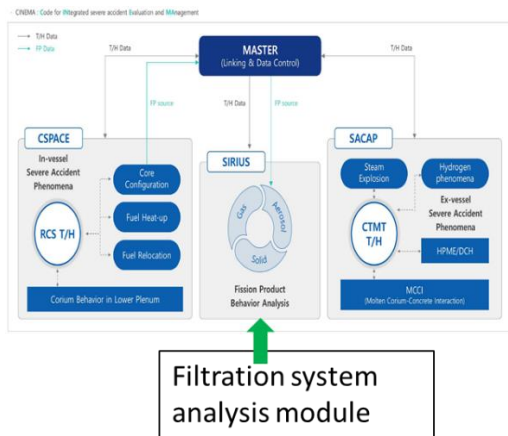 CINEMA : Code for INtegrated severe accident Evaluation and MAnagement
T/H Data
FP Data
T/H Data
MASTER
(Linking & Data Control)
T/H Data
FP source
T/H Data
FP source
CSPACE
In-vessel
Severe Accident
Phenomena
Core
Configuration
RCS T/H
Fuel Heat-up
Fuel Relocation
Corium Behavior in Lower Plenum
SIRIUS
Gas
Aerosol
Solid
Fission Product
Behavior Analysis
SACAP
Steam
Explosion
Hydrogen
phenomena
Ex-vessel
Severe Accident
Phenomena
CTMT
T/H
HPME/DCH
MCCI
(Molten Corium-Concrete Interaction)
Filtration system
analysis module